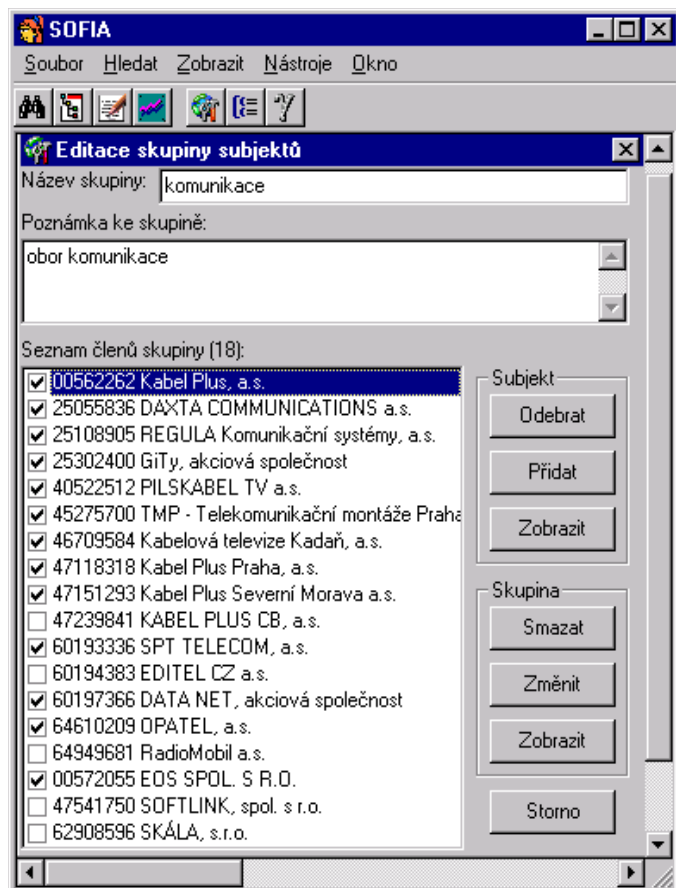 SOFIA
Soubor Hledat Zobrazit Nástroje Okno
Editace skupiny subjektů
Název skupiny: komunikace
Poznámka ke skupině:
obor komunikace
Seznam členů skupiny (18):
00562262 Kabel Plus, a.s.
25055836 DAXTA COMMUNICATIONS a.s.
25108905 REGULA Komunikační systémy, a.s.
25302400 GiTy, akciová společnost
40522512 PILSKABEL TV a.s.
45275700 TMP - Telekomunikační montáže Praha
46709584 Kabelová televize Kadaň, a.s.
47118318 Kabel Plus Praha, a.s.
47151293 Kabel Plus Severní Morava a.s.
47239841 KABEL PLUS CB, a.s.
60193336 SPT TELECOM, a.s.
60194383 EDITEL CZ a.s.
60197366 DATA NET, akciová společnost
64610209 OPATEL, a.s.
64949681 RadioMobil a.s.
00572055 EOS SPOL. S R.O.
47541750 SOFTLINK, spol. s r.o.
62908596 SKÁLA, s.r.o.
Subjekt
Odebrat
Přidat
Zobrazit
Skupina
Smazat
Změnit
Zobrazit
Storno